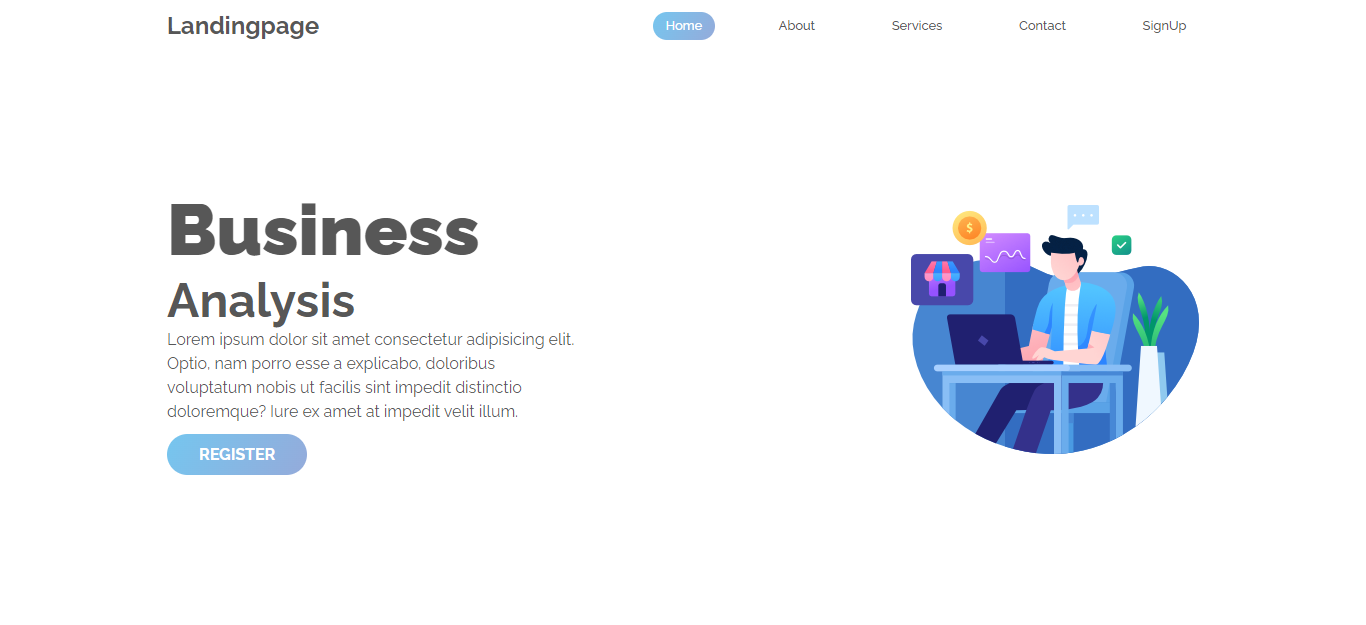 Landingpage
Home
About
Services
Contact
SignUp
Business
Analysis
Lorem ipsum dolor sit amet consectetur adipisicing elit.
Optio, nam porro esse a explicabo, doloribus
voluptatum nobis ut facilis sint impedit distinctio
doloremque? Iure ex amet at impedit velit illum.
REGISTER
$